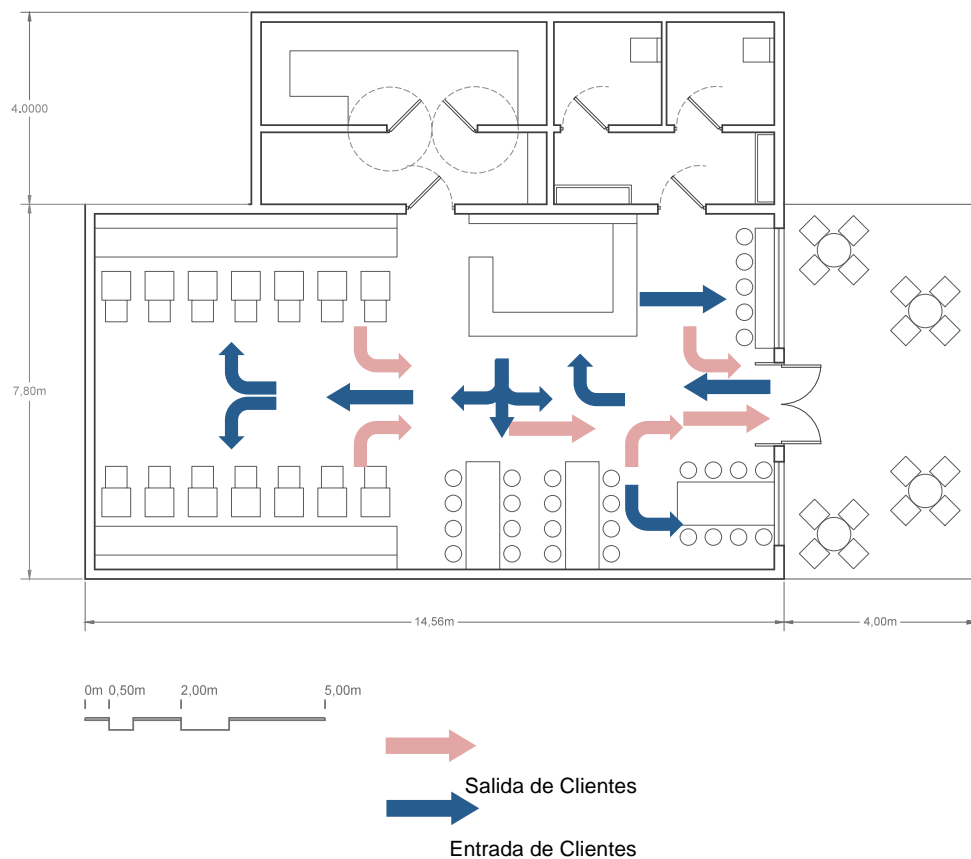 4.0000
7,80m
14,56m
4,00m
0m 0,50m 2,00m 5,00m
Salida de Clientes
Entrada de Clientes